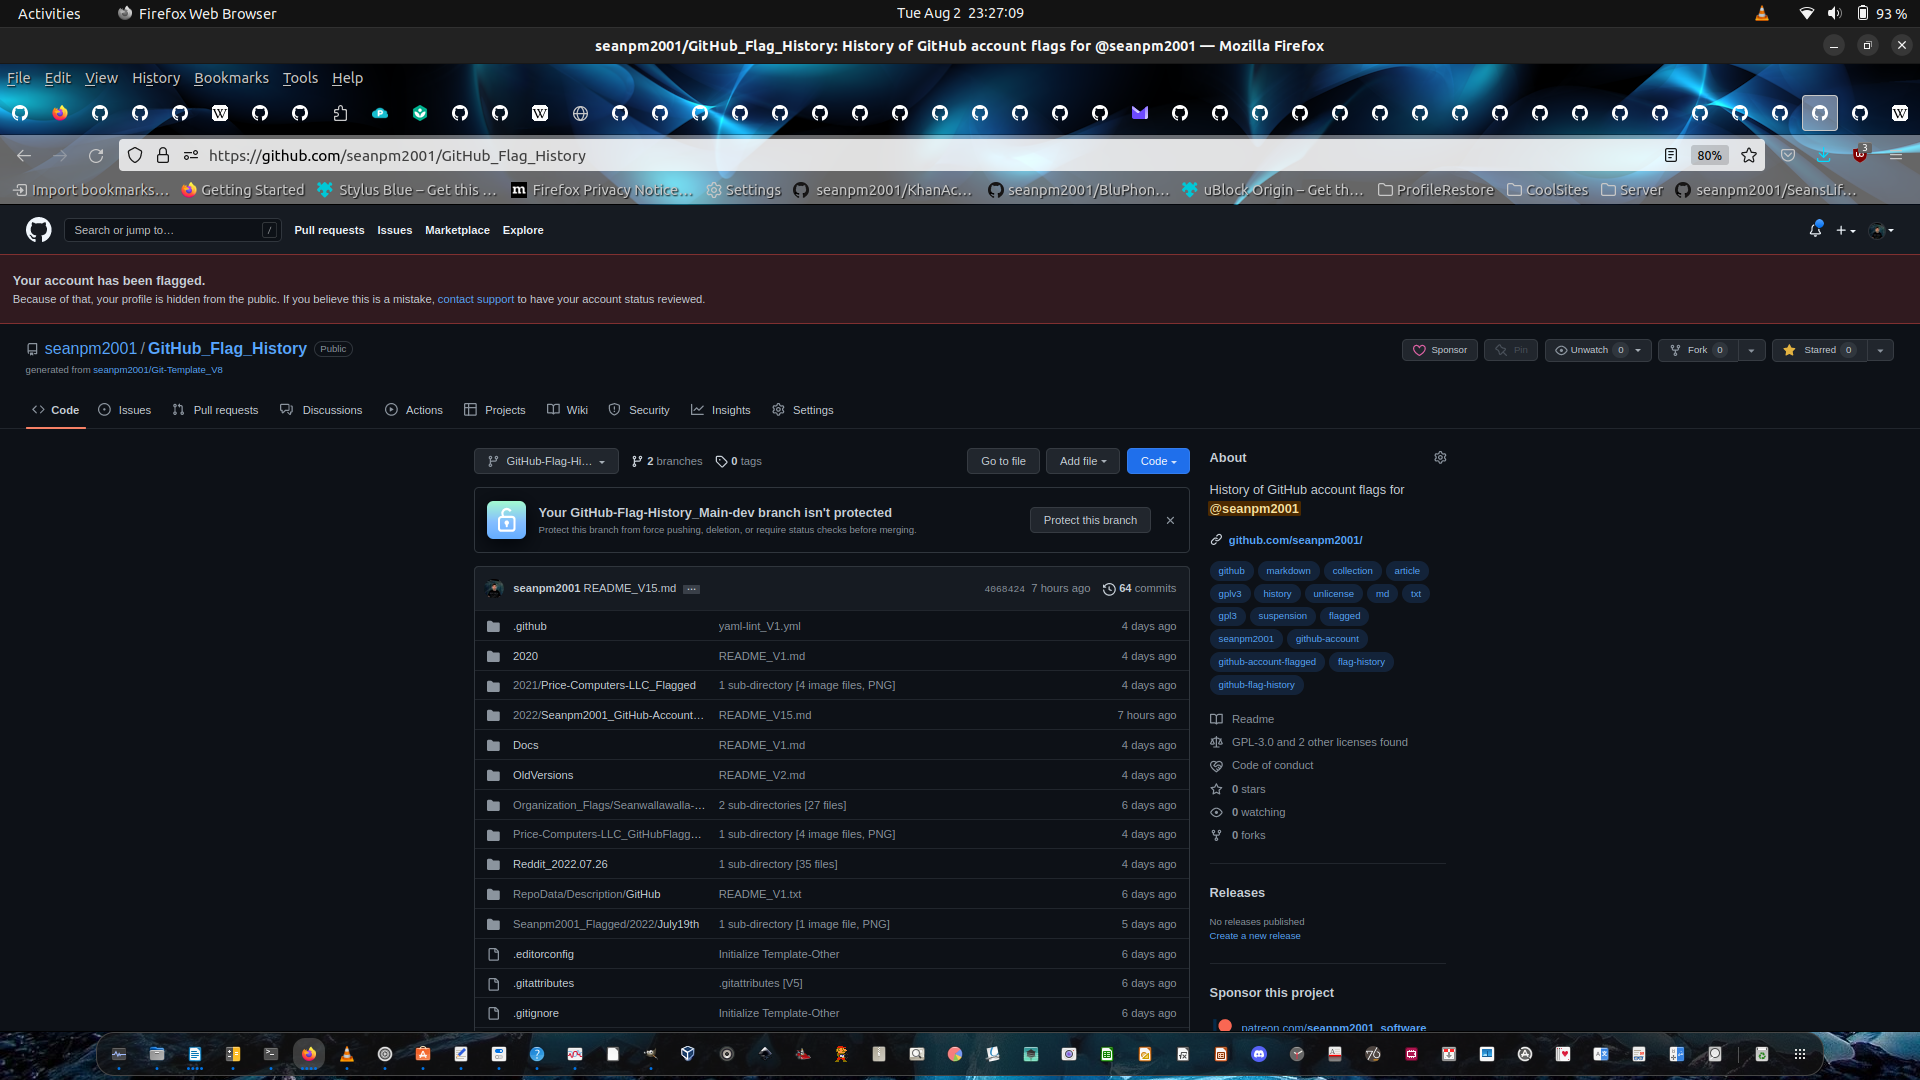 Activities
Firefox Web Browser
Tue Aug 2 23:27:09
93 %
seanpm2001/GitHub_Flag_History: History of GitHub account flags for @seanpm2001 — Mozilla Firefox
File Edit View History Bookmarks Tools Help
https://github.com/seanpm2001/GitHub_Flag_History
80%
3
Import bookmarks…
Getting Started
Stylus Blue – Get this …
Firefox Privacy Notice…
Settings
seanpm2001/KhanAc…
seanpm2001/BluPhon…
uBlock Origin – Get th…
ProfileRestore
CoolSites
Server
seanpm2001/SeansLif…
Search or jump to… /
Pull requests Issues Marketplace Explore
Your account has been flagged.
Because of that, your profile is hidden from the public. If you believe this is a mistake, contact support to have your account status reviewed.
seanpm2001 / GitHub_Flag_History Public
Sponsor
Pin
Unwatch 0
Fork 0
Starred 0
generated from seanpm2001/Git-Template_V8
Code Issues Pull requests Discussions Actions Projects Wiki Security Insights Settings
GitHub-Flag-Hi…
2 branches
0 tags
Go to file
Add file
Code
Your GitHub-Flag-History_Main-dev branch isn't protected
Protect this branch from force pushing, deletion, or require status checks before merging.
Protect this branch
seanpm2001 README_V15.md …
4068424 7 hours ago
64 commits
.github yaml-lint_V1.yml 4 days ago
2020 README_V1.md 4 days ago
2021/Price-Computers-LLC_Flagged 1 sub-directory [4 image files, PNG] 4 days ago
2022/Seanpm2001_GitHub-Account… README_V15.md 7 hours ago
Docs README_V1.md 4 days ago
OldVersions README_V2.md 4 days ago
Organization_Flags/Seanwallawalla-… 2 sub-directories [27 files] 6 days ago
Price-Computers-LLC_GitHubFlagg… 1 sub-directory [4 image files, PNG] 4 days ago
Reddit_2022.07.26 1 sub-directory [35 files] 4 days ago
RepoData/Description/GitHub README_V1.txt 6 days ago
Seanpm2001_Flagged/2022/July19th 1 sub-directory [1 image file, PNG] 5 days ago
.editorconfig Initialize Template-Other 6 days ago
.gitattributes .gitattributes [V5] 6 days ago
.gitignore Initialize Template-Other 6 days ago
About
History of GitHub account flags for
@seanpm2001
github.com/seanpm2001/
github markdown collection article
gplv3 history unlicense md txt
gpl3 suspension flagged
seanpm2001 github-account
github-account-flagged flag-history
github-flag-history
Readme
GPL-3.0 and 2 other licenses found
Code of conduct
0 stars
0 watching
0 forks
Releases
No releases published
Create a new release
Sponsor this project
patreon.com/seanpm2001_software